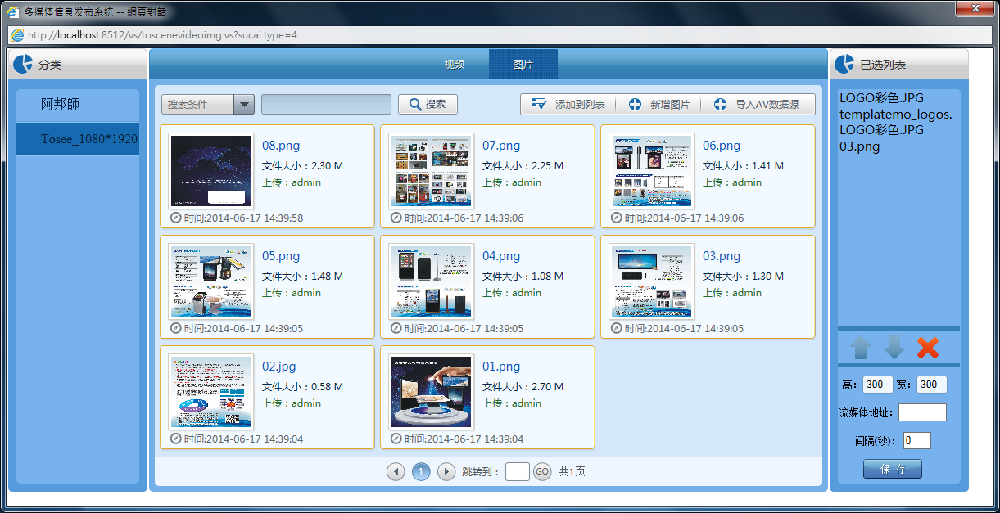 多媒体信息发布系统 -- 網頁對話
http://localhost:8512/vs/toscenevideoimg.vs?sucai.type=4
分类
阿邦師
Tosee_1080*1920
视频
图片
搜索条件
搜索
添加到列表
新增图片
导入AV数据源
08.png
文件大小：2.30 M
上传：admin
时间:2014-06-17 14:39:58
07.png
文件大小：2.25 M
上传：admin
时间:2014-06-17 14:39:06
06.png
文件大小：1.41 M
上传：admin
时间:2014-06-17 14:39:06
05.png
文件大小：1.48 M
上传：admin
时间:2014-06-17 14:39:05
04.png
文件大小：1.08 M
上传：admin
时间:2014-06-17 14:39:05
03.png
文件大小：1.30 M
上传：admin
时间:2014-06-17 14:39:05
02.jpg
文件大小：0.58 M
上传：admin
时间:2014-06-17 14:39:04
01.png
文件大小：2.70 M
上传：admin
时间:2014-06-17 14:39:04
1
跳转到：
GO
共1页
已选列表
LOGO彩色.JPG
templatemo_logos.
LOGO彩色.JPG
03.png
高: 300 宽: 300
流媒体地址:
间隔(秒): 0
保 存